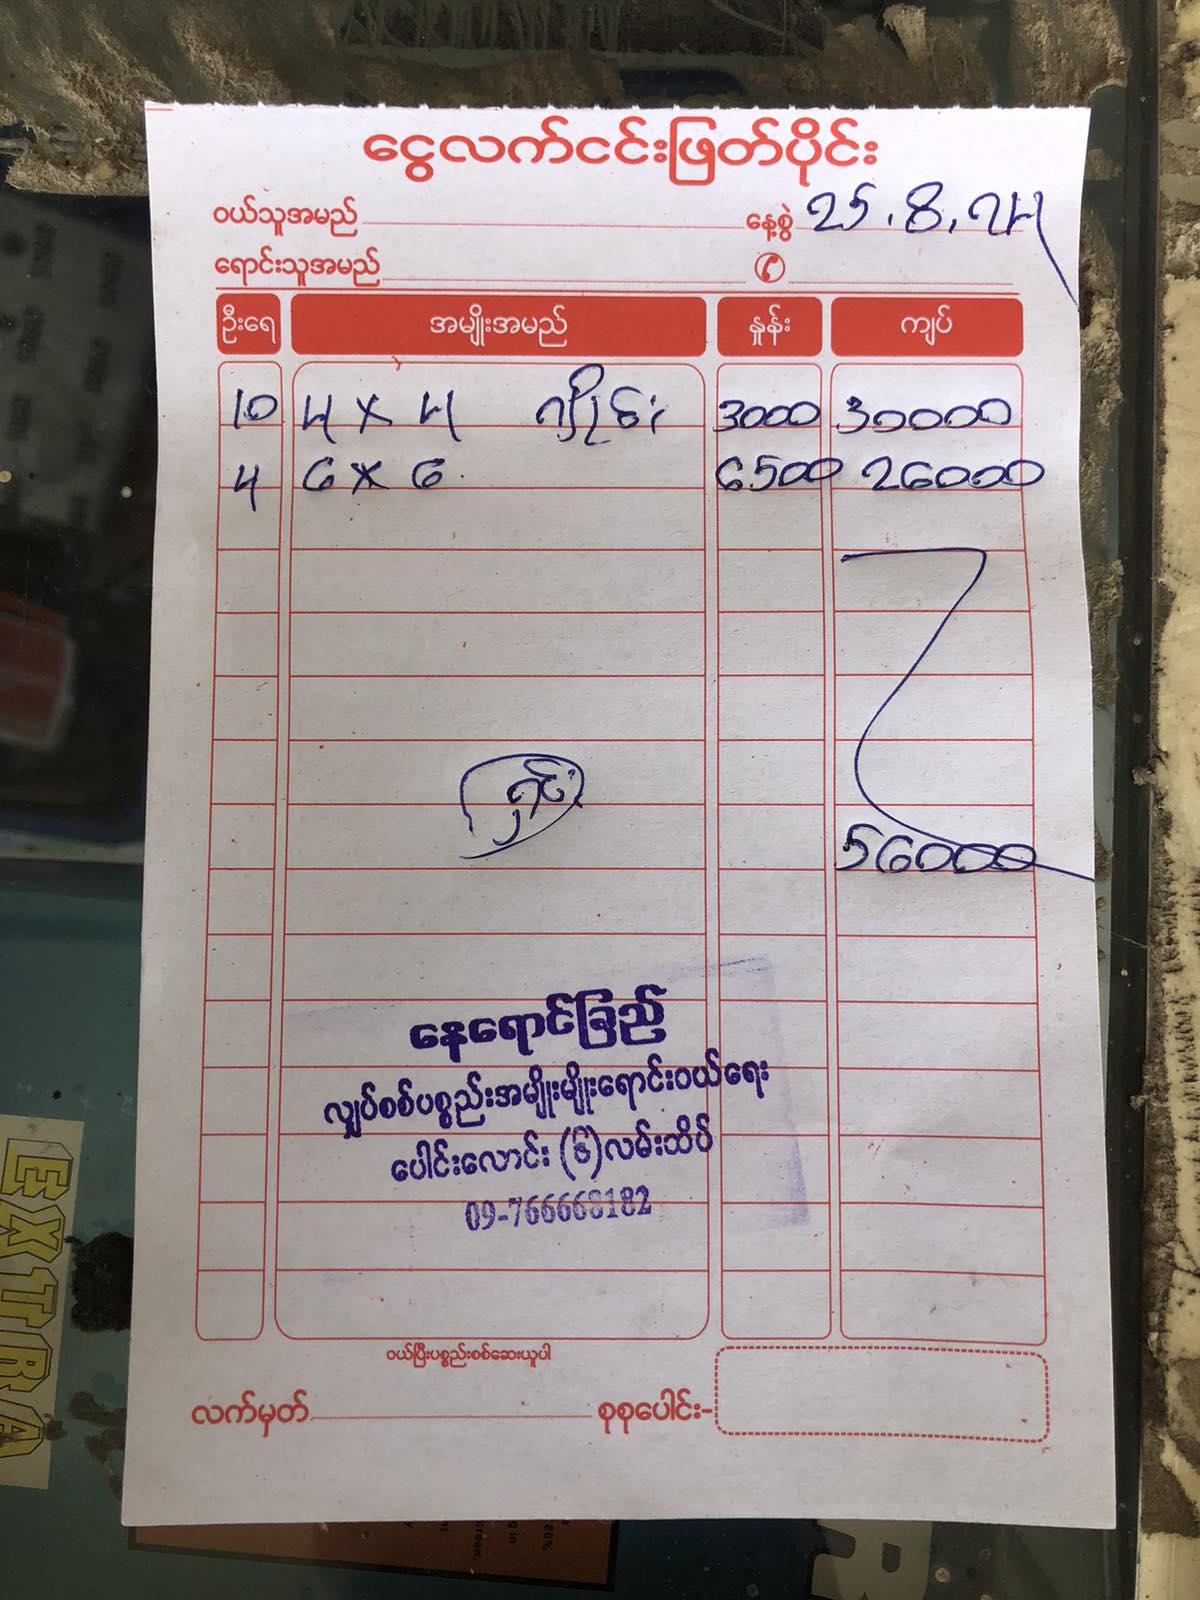 ငွေလက်ငင်းဖြတ်ပိုင်း
ဝယ်သူအမည် နေ့စွဲ 25.8.24
ရောင်းသူအမည်
ဦးရေ အမျိုးအမည် နှုန်း ကျပ်
10 4 X 4 3000 30000
4 6 X 6 6500 26000
ရှင်း
56000
နေရောင်ခြည်
လျှပ်စစ်ပစ္စည်းအမျိုးမျိုးရောင်းဝယ်ရေး
ပေါင်းလောင်း (၆)လမ်းထိပ်
09-766668182
ဝယ်ပြီးပစ္စည်းစစ်ဆေးယူပါ
လက်မှတ် စုစုပေါင်း-
EXTRA